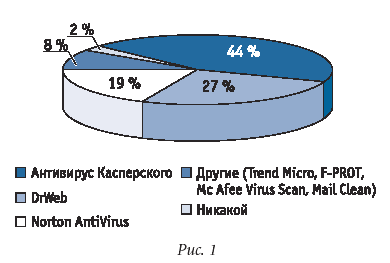 2 %
8 %
44 %
19 %
27 %
Антивирус Касперского
DrWeb
Norton AntiVirus
Другие (Trend Micro, F-PROT,
Mc Afee Virus Scan, Mail Clean)
Никакой
Рис. 1